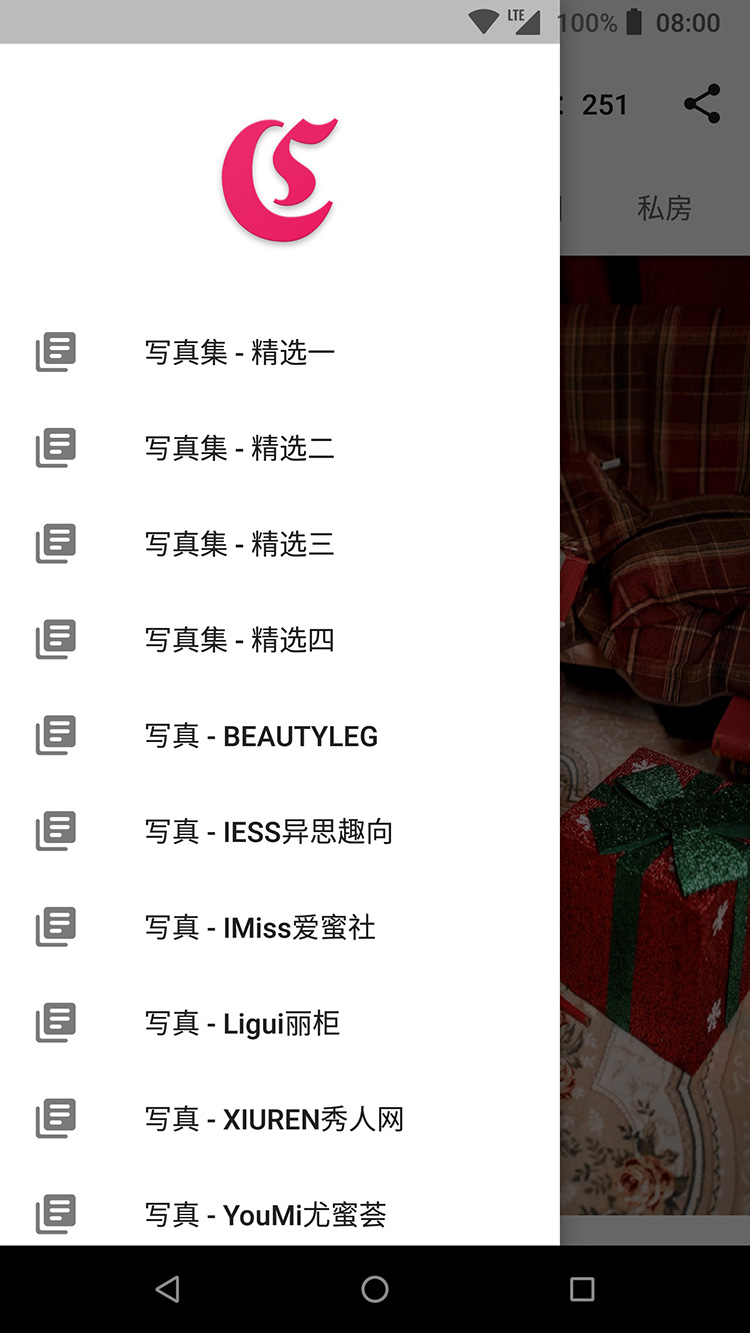 LTE 100% 08:00
: 251
私房
写真集 - 精选一
写真集 - 精选二
写真集 - 精选三
写真集 - 精选四
写真 - BEAUTYLEG
写真 - IESS异思趣向
写真 - IMiss爱蜜社
写真 - Ligui丽柜
写真 - XIUREN秀人网
写真 - YouMi尤蜜荟